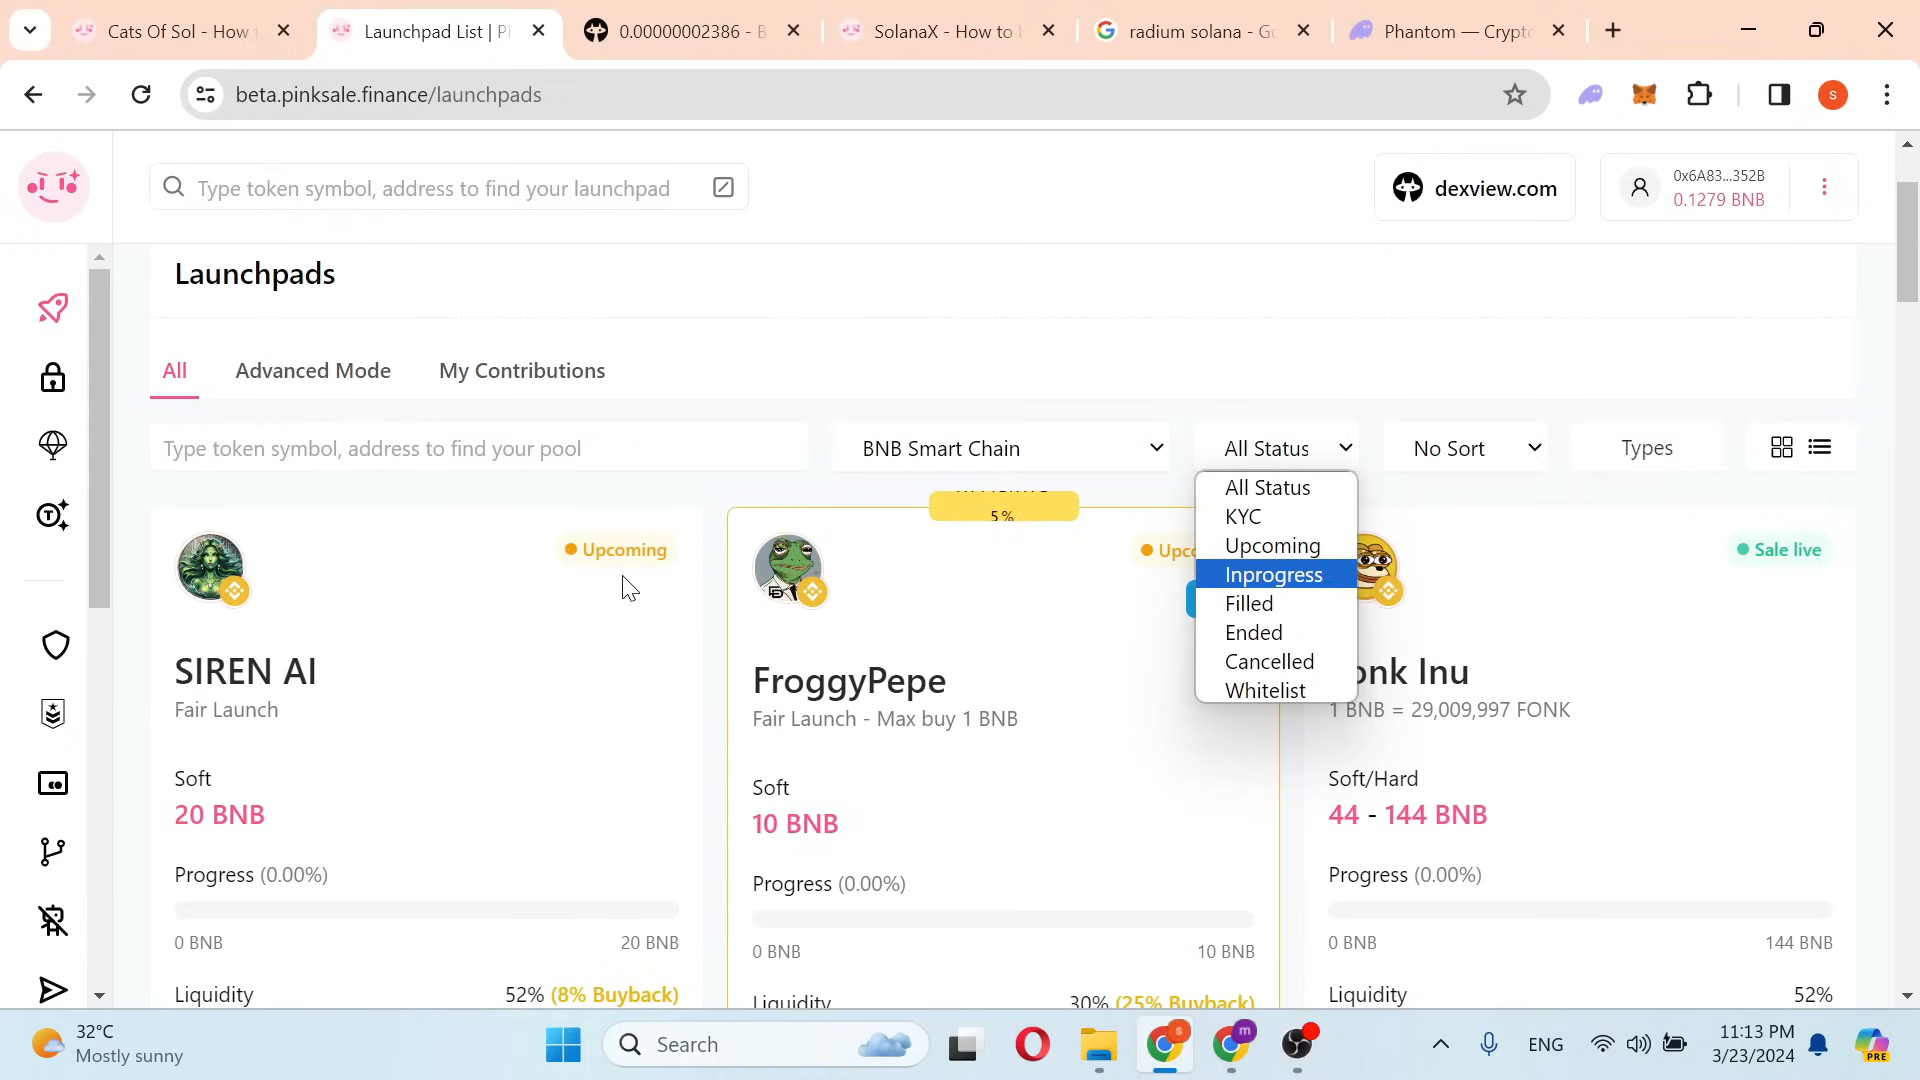 Cats Of Sol - How
Launchpad List | Pi
0.00000002386 - B
SolanaX - How to
radium solana - Go
Phantom — Crypto
beta.pinksale.finance/launchpads
s
Type token symbol, address to find your launchpad
dexview.com
0x6A83...352B
0.1279 BNB
Launchpads
All
Advanced Mode
My Contributions
Type token symbol, address to find your pool
BNB Smart Chain
All Status
No Sort
Types
All Status
KYC
Upcoming
Inprogress
Filled
Ended
Cancelled
Whitelist
Upcoming
SIREN AI
Fair Launch
Soft
20 BNB
Progress (0.00%)
0 BNB
20 BNB
Liquidity
52% (8% Buyback)
5%
Upco
FroggyPepe
Fair Launch - Max buy 1 BNB
Soft
10 BNB
Progress (0.00%)
0 BNB
10 BNB
Liquidity
30% (25% Buyback)
Sale live
onk Inu
1 BNB = 29,009,997 FONK
Soft/Hard
44 - 144 BNB
Progress (0.00%)
0 BNB
144 BNB
Liquidity
52%
32°C
Mostly sunny
Search
s
m
ENG
11:13 PM
3/23/2024
PRE